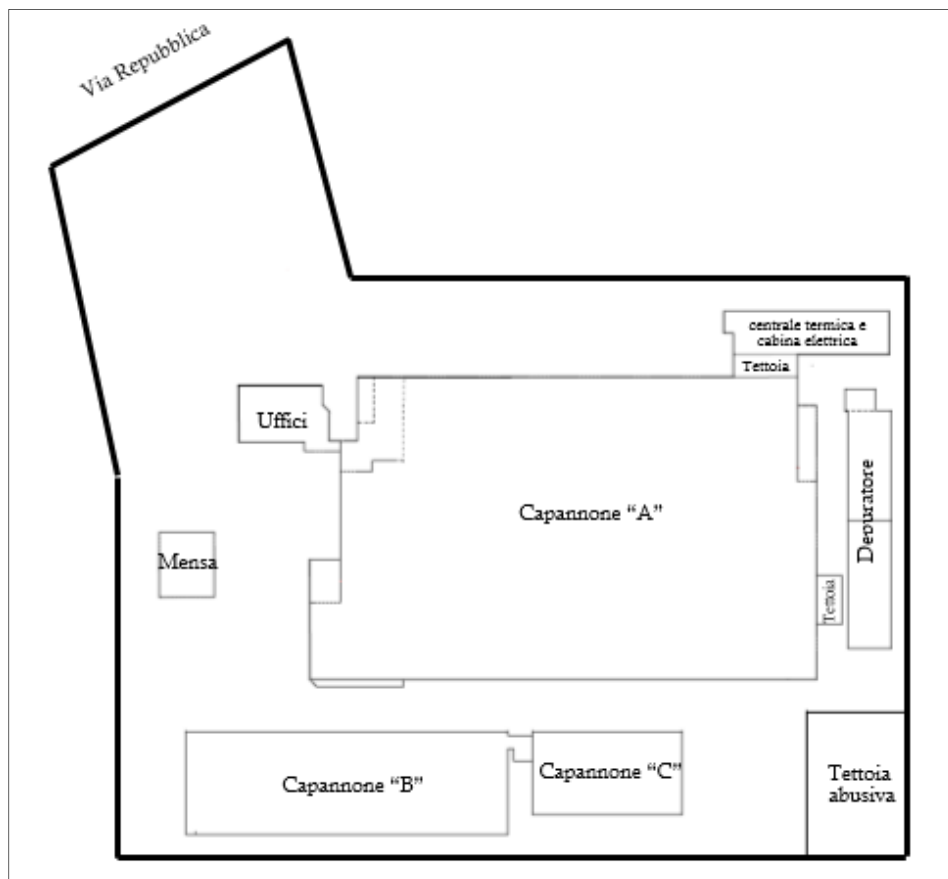 Via Repubblica
centrale termica e
cabina elettrica
Tettoia
Uffici
Capannone “A”
Depuratore
Mensa
Tettoia
Capannone “B”
Capannone “C”
Tettoia
abusiva